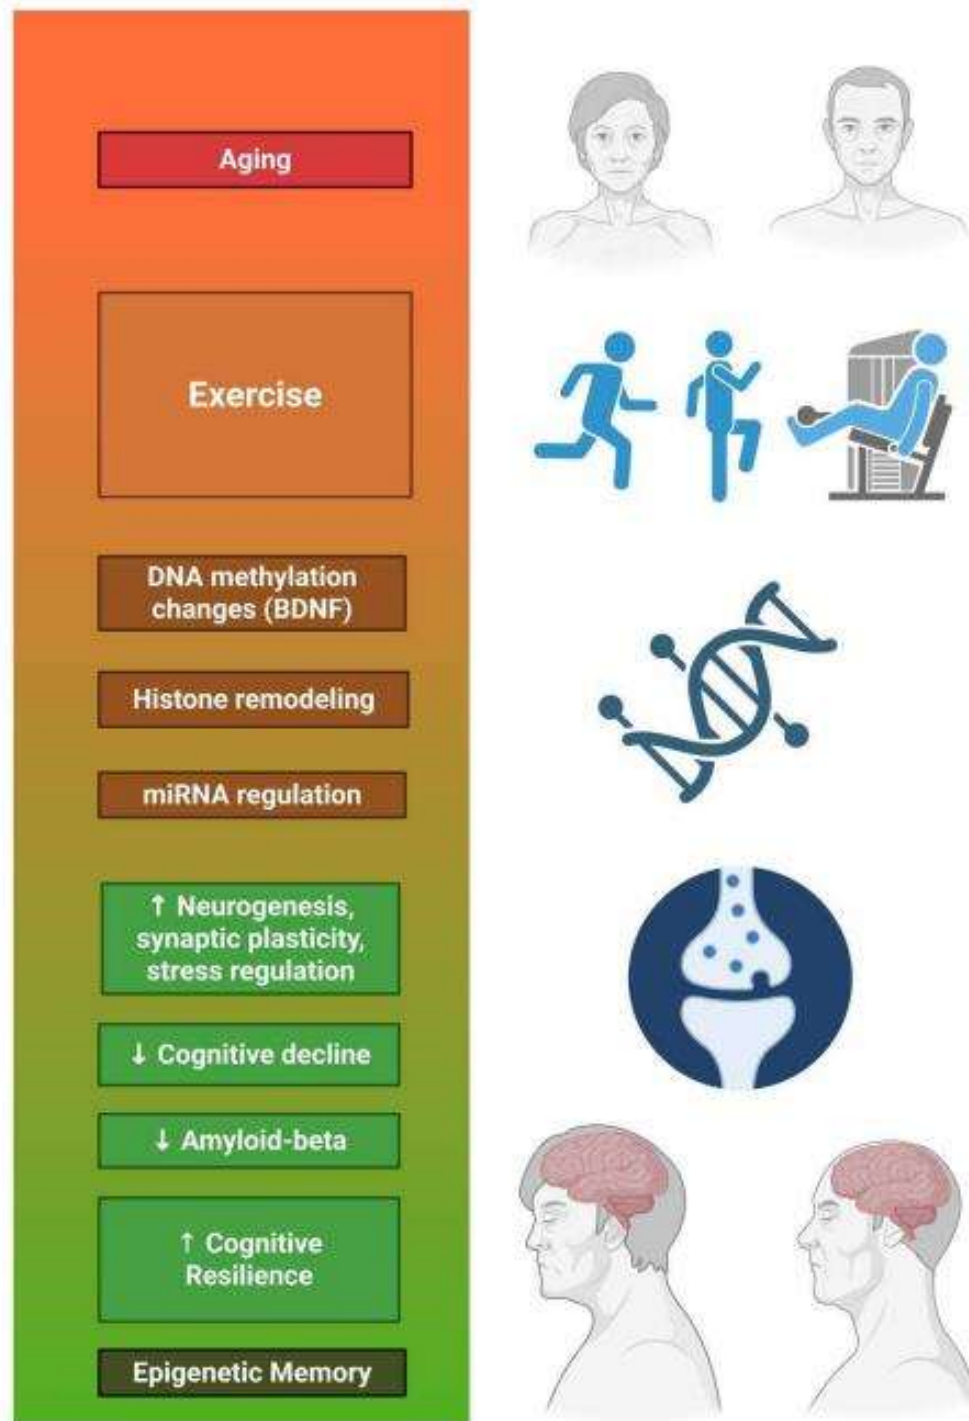 Aging
Exercise
DNA methylation
changes (BDNF)
Histone remodeling
miRNA regulation
↑ Neurogenesis,
synaptic plasticity,
stress regulation
↓ Cognitive decline
↓ Amyloid-beta
↑ Cognitive
Resilience
Epigenetic Memory